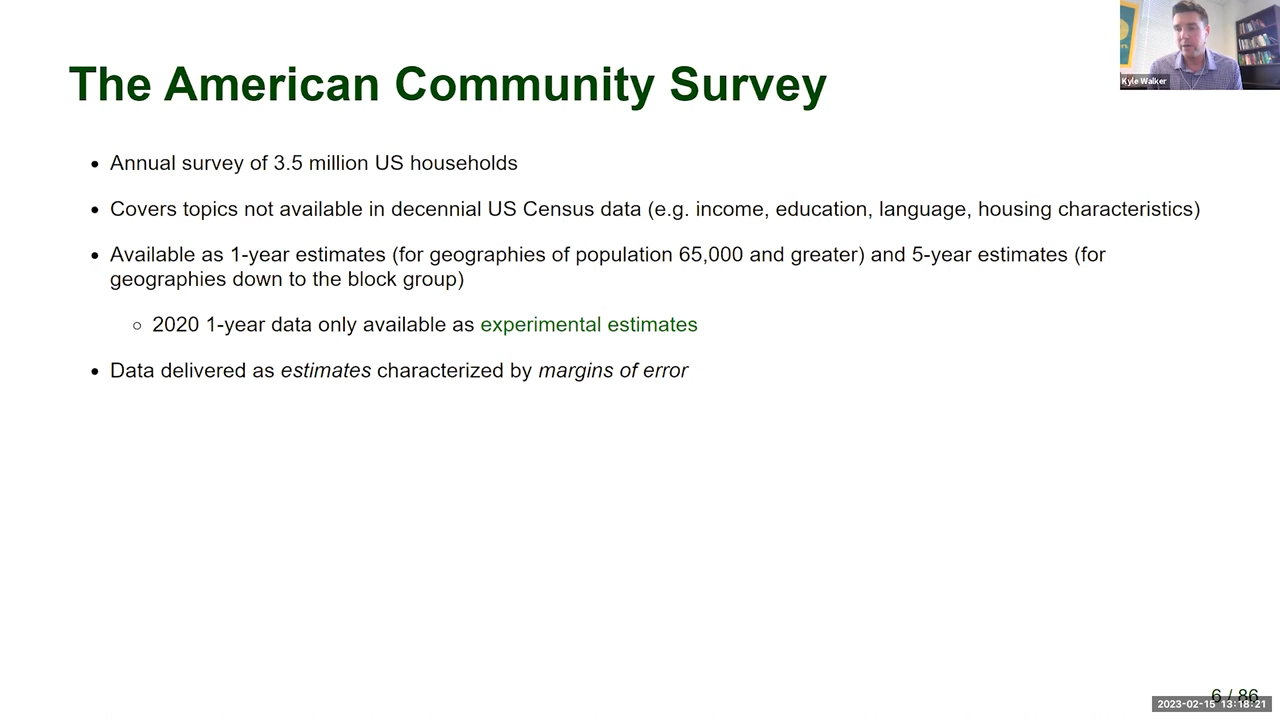 The American Community Survey
Kyle Walker
• Annual survey of 3.5 million US households
• Covers topics not available in decennial US Census data (e.g. income, education, language, housing characteristics)
• Available as 1-year estimates (for geographies of population 65,000 and greater) and 5-year estimates (for
geographies down to the block group)
○ 2020 1-year data only available as experimental estimates
• Data delivered as estimates characterized by margins of error
6 / 86
2023-02-15 13:18:21